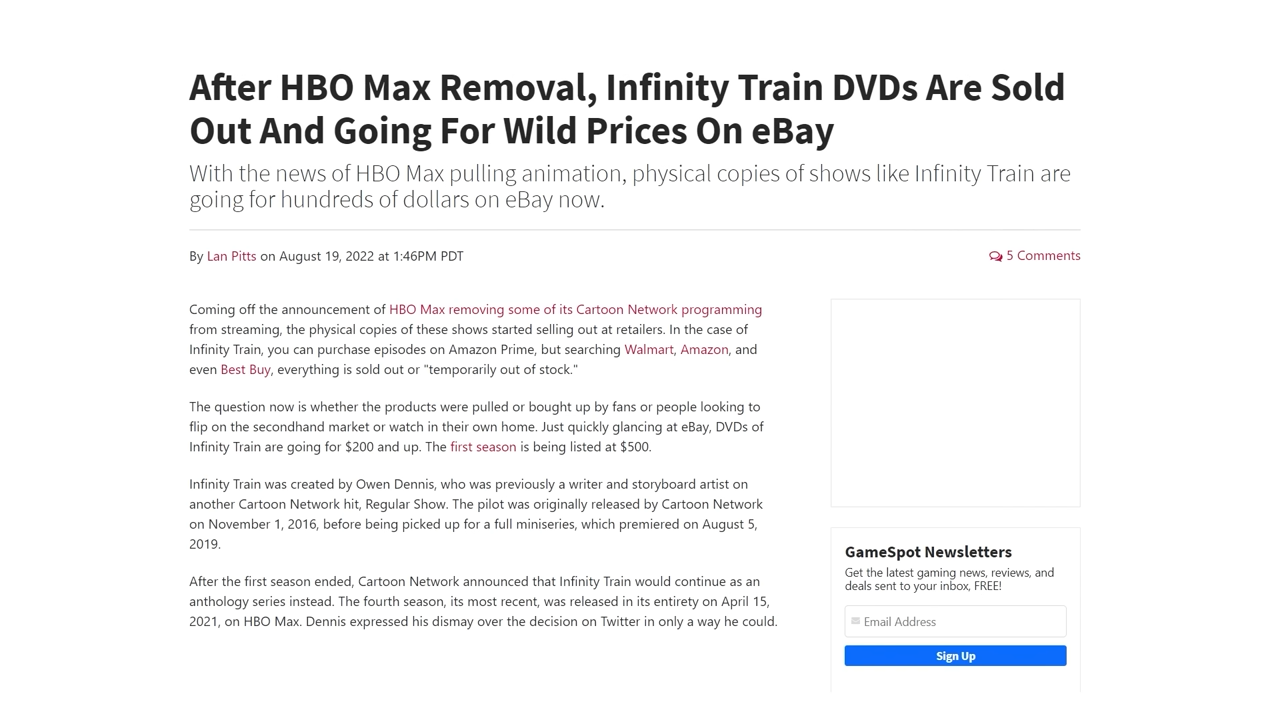 After HBO Max Removal, Infinity Train DVDs Are Sold
Out And Going For Wild Prices On eBay
With the news of HBO Max pulling animation, physical copies of shows like Infinity Train are
going for hundreds of dollars on eBay now.
By Lan Pitts on August 19, 2022 at 1:46PM PDT
5 Comments
Coming off the announcement of HBO Max removing some of its Cartoon Network programming
from streaming, the physical copies of these shows started selling out at retailers. In the case of
Infinity Train, you can purchase episodes on Amazon Prime, but searching Walmart, Amazon, and
even Best Buy, everything is sold out or "temporarily out of stock."
The question now is whether the products were pulled or bought up by fans or people looking to
flip on the secondhand market or watch in their own home. Just quickly glancing at eBay, DVDs of
Infinity Train are going for $200 and up. The first season is being listed at $500.
Infinity Train was created by Owen Dennis, who was previously a writer and storyboard artist on
another Cartoon Network hit, Regular Show. The pilot was originally released by Cartoon Network
on November 1, 2016, before being picked up for a full miniseries, which premiered on August 5,
2019.
After the first season ended, Cartoon Network announced that Infinity Train would continue as an
anthology series instead. The fourth season, its most recent, was released in its entirety on April 15,
2021, on HBO Max. Dennis expressed his dismay over the decision on Twitter in only a way he could.
GameSpot Newsletters
Get the latest gaming news, reviews, and
deals sent to your inbox, FREE!
Email Address
Sign Up